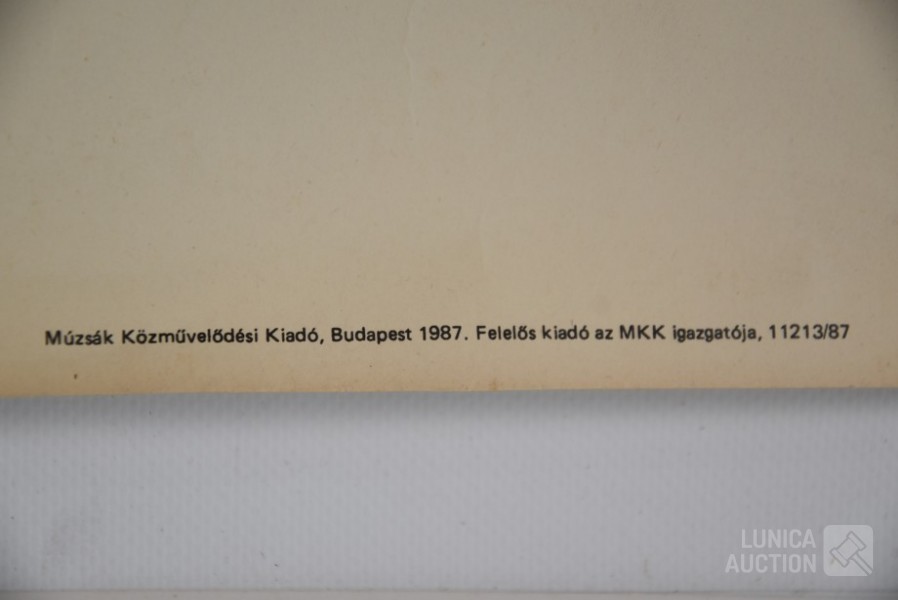 Múzsák Közművelődési Kiadó, Budapest 1987. Felelős kiadó az MKK igazgatója, 11213/87
LUNICA
AUCTION